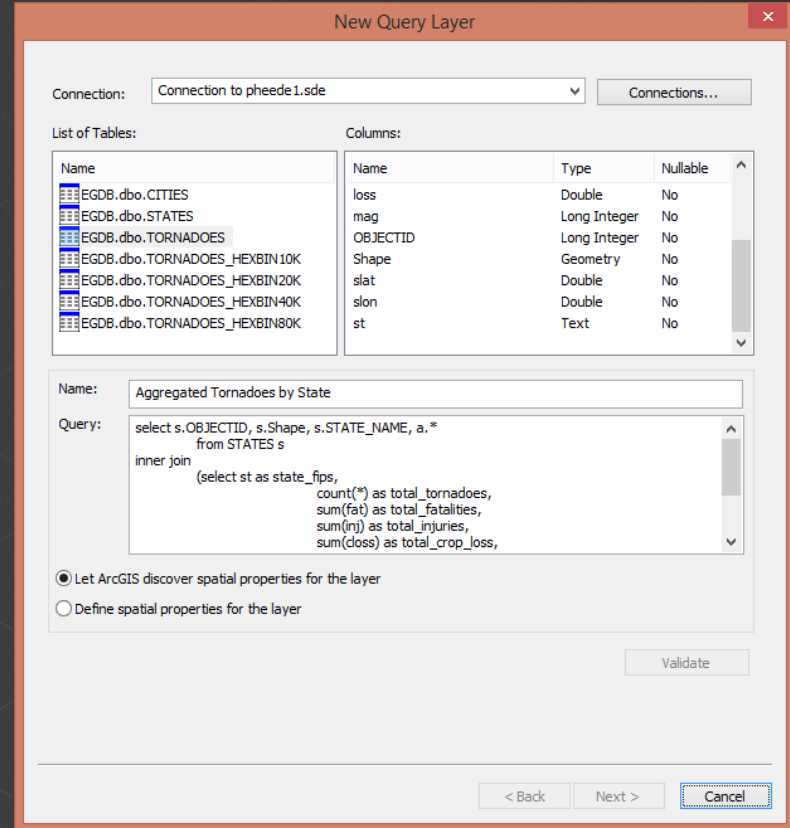 New Query Layer
Connection: Connection to pheede1.sde Connections...
List of Tables: Columns:
Name Name Type Nullable
EGDB.dbo.CITIES loss Double No
EGDB.dbo.STATES mag Long Integer No
EGDB.dbo.TORNADOES OBJECTID Long Integer No
EGDB.dbo.TORNADOES_HEXBIN10K Shape Geometry No
EGDB.dbo.TORNADOES_HEXBIN20K slat Double No
EGDB.dbo.TORNADOES_HEXBIN40K slon Double No
EGDB.dbo.TORNADOES_HEXBIN80K st Text No
Name: Aggregated Tornadoes by State
Query: select s.OBJECTID, s.Shape, s.STATE_NAME, a.*
from STATES s
inner join
(select st as state_fips,
count(*) as total_tornadoes,
sum(fat) as total_fatalities,
sum(inj) as total_injuries,
sum(closs) as total_crop_loss,
Let ArcGIS discover spatial properties for the layer
Define spatial properties for the layer
Validate
< Back Next > Cancel